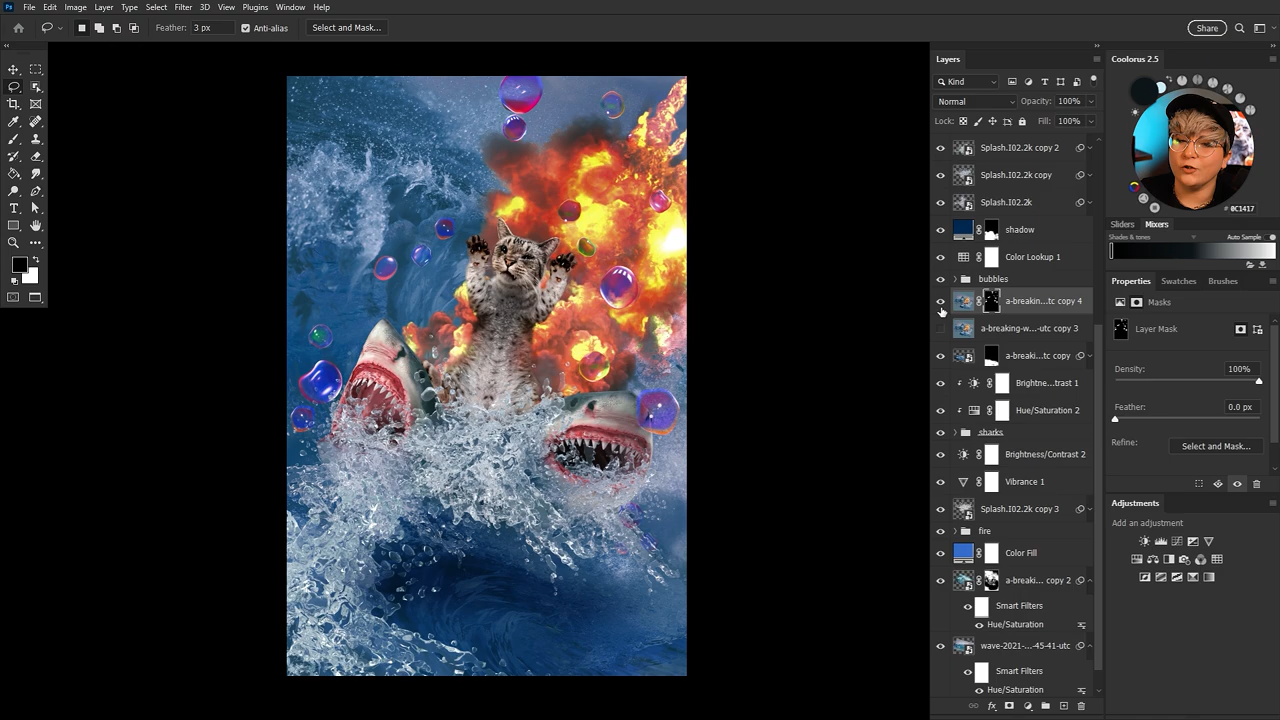 Ps File Edit Image Layer Type Select Filter 3D View Plugins Window Help
Feather: 3 px Anti-alias Select and Mask... Share
Layers
Kind
Normal Opacity: 100%
Lock: Fill: 100%
Splash.I02.2k copy 2
Splash.I02.2k copy
Splash.I02.2k
shadow
Color Lookup 1
bubbles
a-breakin...tc copy 4
a-breaking-w...-utc copy 3
a-breaki...tc copy
Brightne...trast 1
Hue/Saturation 2
sharks
Brightness/Contrast 2
Vibrance 1
Splash.I02.2k copy 3
fire
Color Fill
a-breaki... copy 2
Smart Filters
Hue/Saturation
wave-2021-...-45-41-utc
Smart Filters
Hue/Saturation
fx
Coolorus 2.5
# 0C1417
Sliders Mixers
Shades & tones Auto Sample
Properties Swatches Brushes
Masks
Layer Mask
Density: 100%
Feather: 0.0 px
Refine: Select and Mask...
Adjustments
Add an adjustment